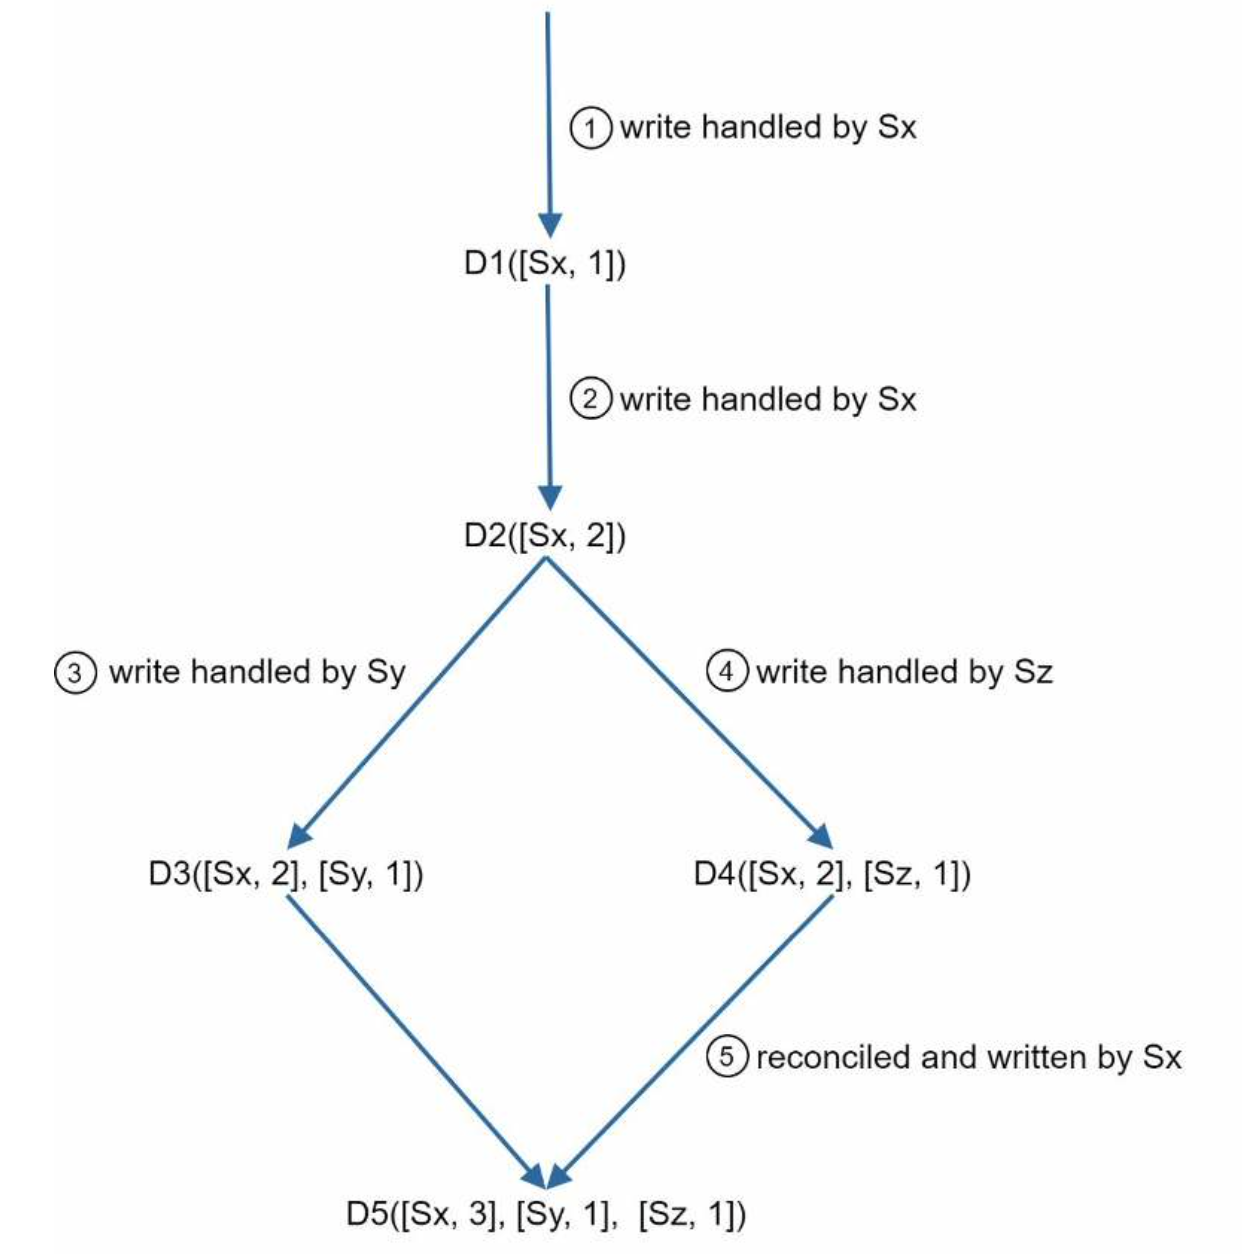 ① write handled by Sx
D1([Sx, 1])
② write handled by Sx
D2([Sx, 2])
③ write handled by Sy
④ write handled by Sz
D3([Sx, 2], [Sy, 1])
D4([Sx, 2], [Sz, 1])
⑤ reconciled and written by Sx
D5([Sx, 3], [Sy, 1], [Sz, 1])